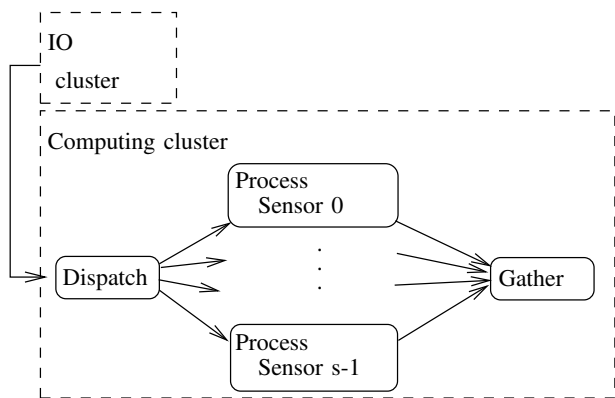 IO
cluster
Computing cluster
Process
Sensor 0
Dispatch
Gather
Process
Sensor s-1